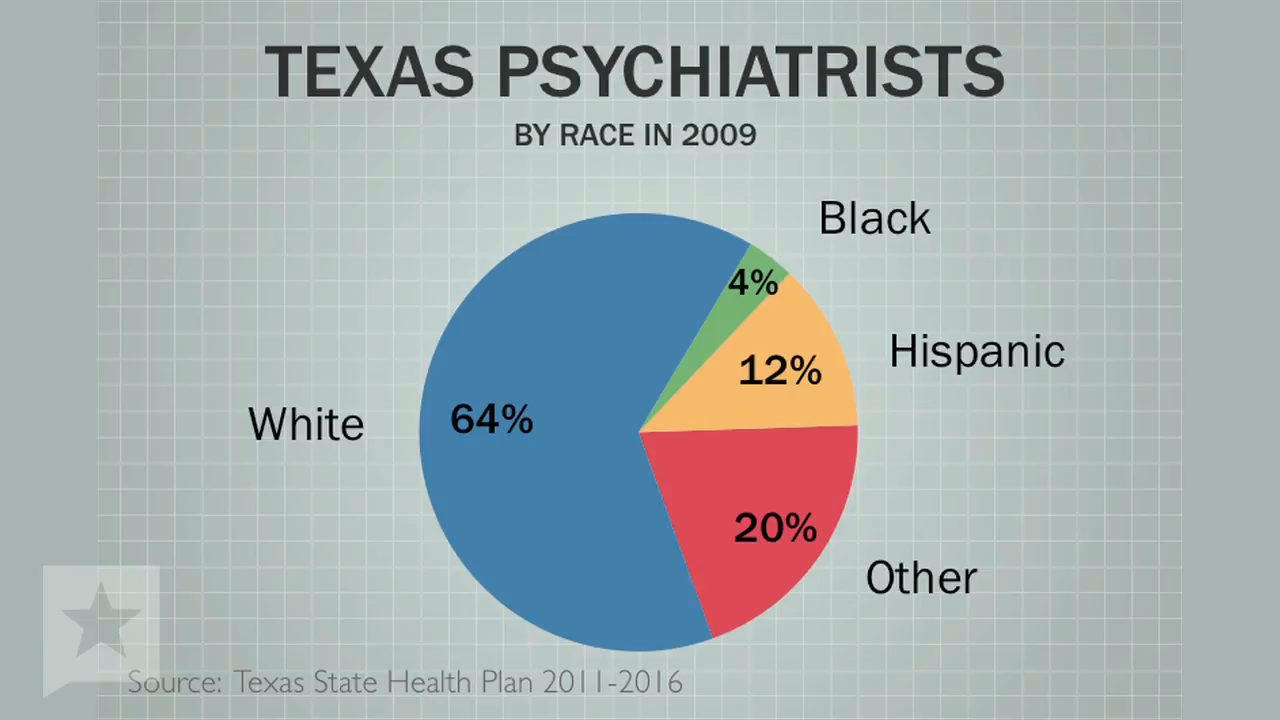 TEXAS PSYCHIATRISTS
BY RACE IN 2009
Black
4%
Hispanic
12%
White
64%
20%
Other
Source: Texas State Health Plan 2011-2016